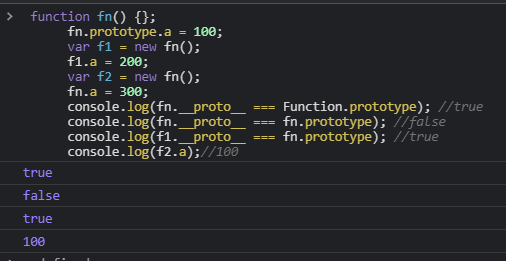 > function fn() {};
fn.prototype.a = 100;
var f1 = new fn();
f1.a = 200;
var f2 = new fn();
fn.a = 300;
console.log(fn.__proto__ === Function.prototype); //true
console.log(fn.__proto__ === fn.prototype); //false
console.log(f1.__proto__ === fn.prototype); //true
console.log(f2.a);//100
true
false
true
100